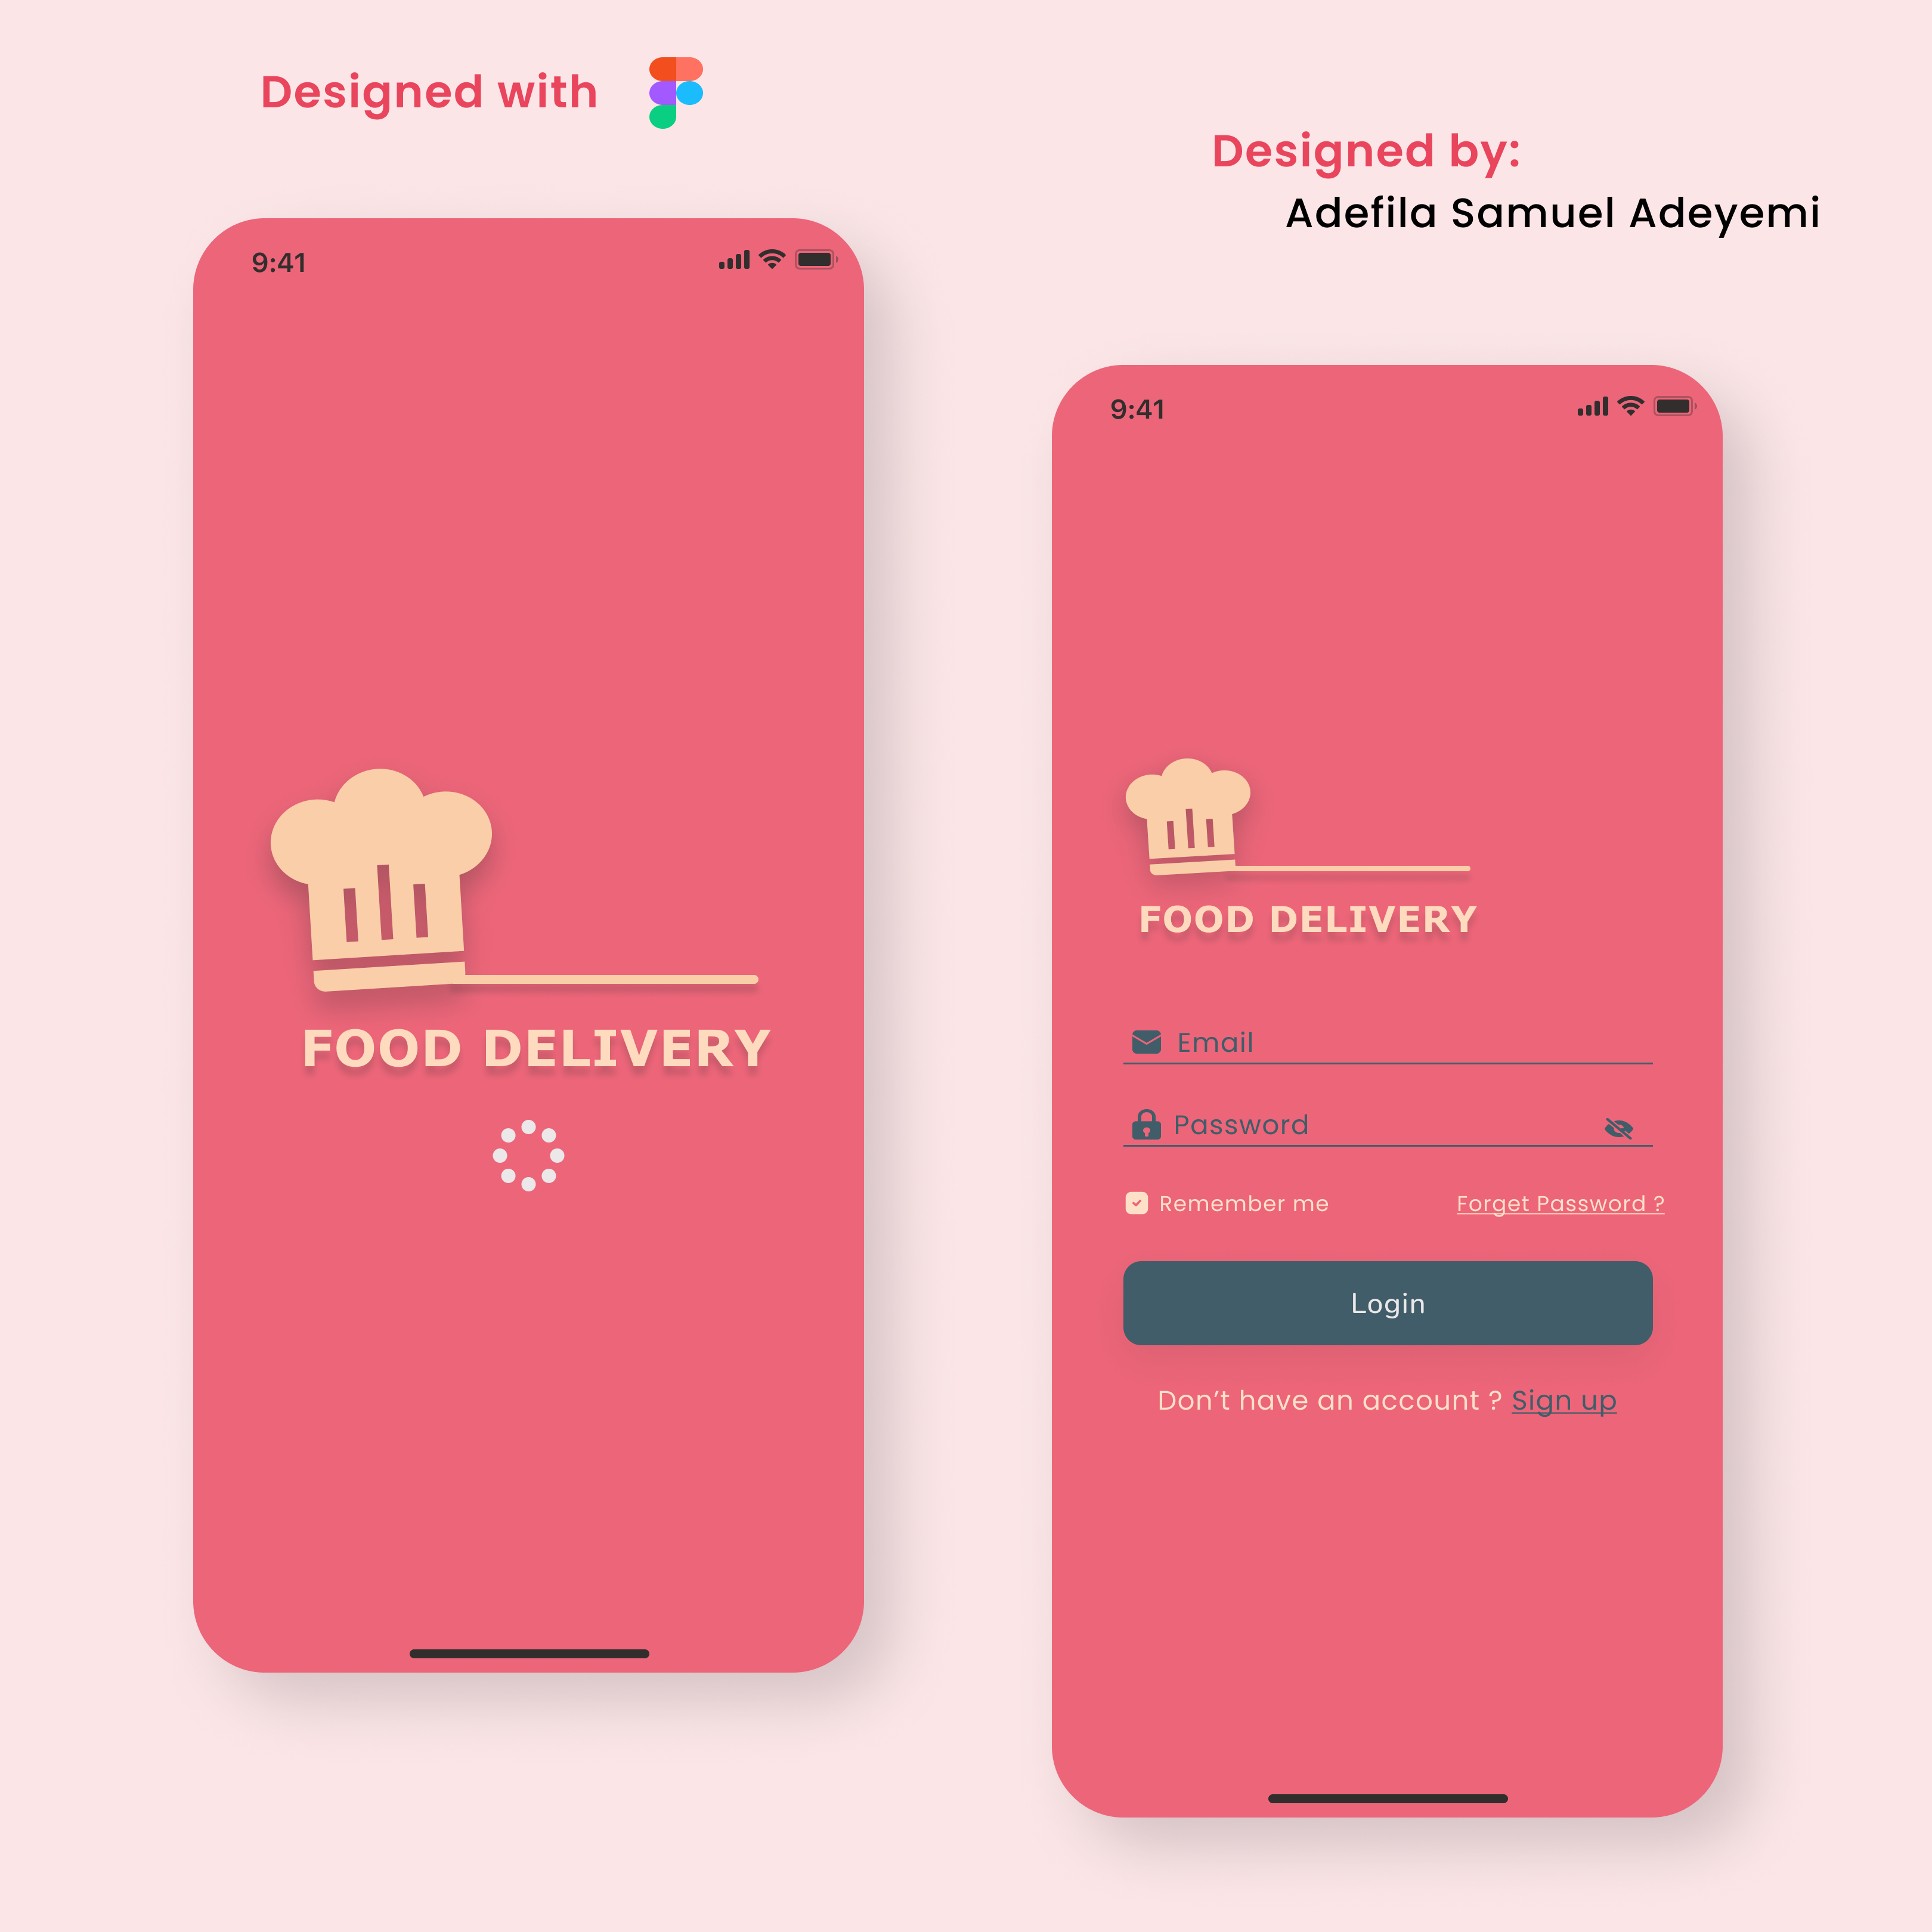 Designed with
Designed by:
Adefila Samuel Adeyemi
9:41
FOOD DELIVERY
9:41
FOOD DELIVERY
Email
Password
Remember me
Forget Password ?
Login
Don’t have an account ? Sign up